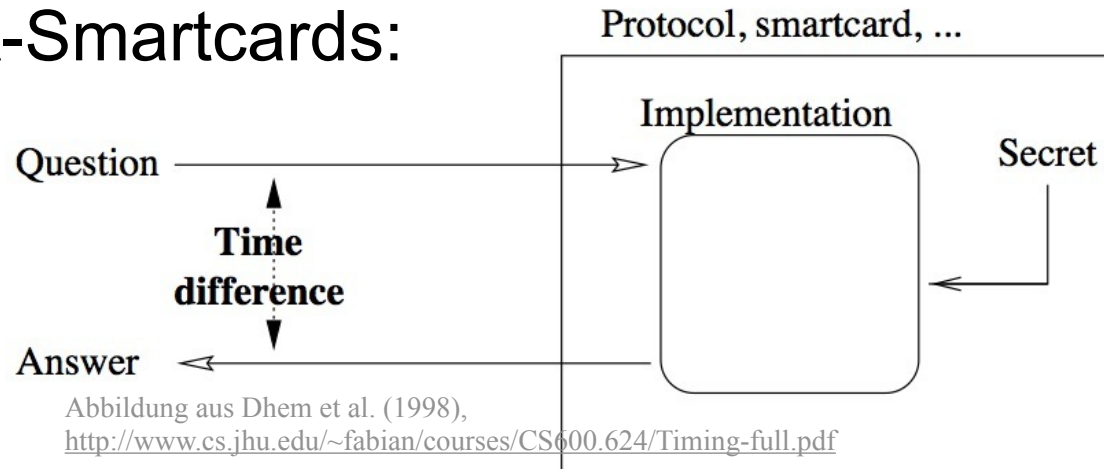 -Smartcards:
Protocol, smartcard, ...
Implementation
Secret
Question
Time
difference
Answer
Abbildung aus Dhem et al. (1998),
http://www.cs.jhu.edu/~fabian/courses/CS600.624/Timing-full.pdf